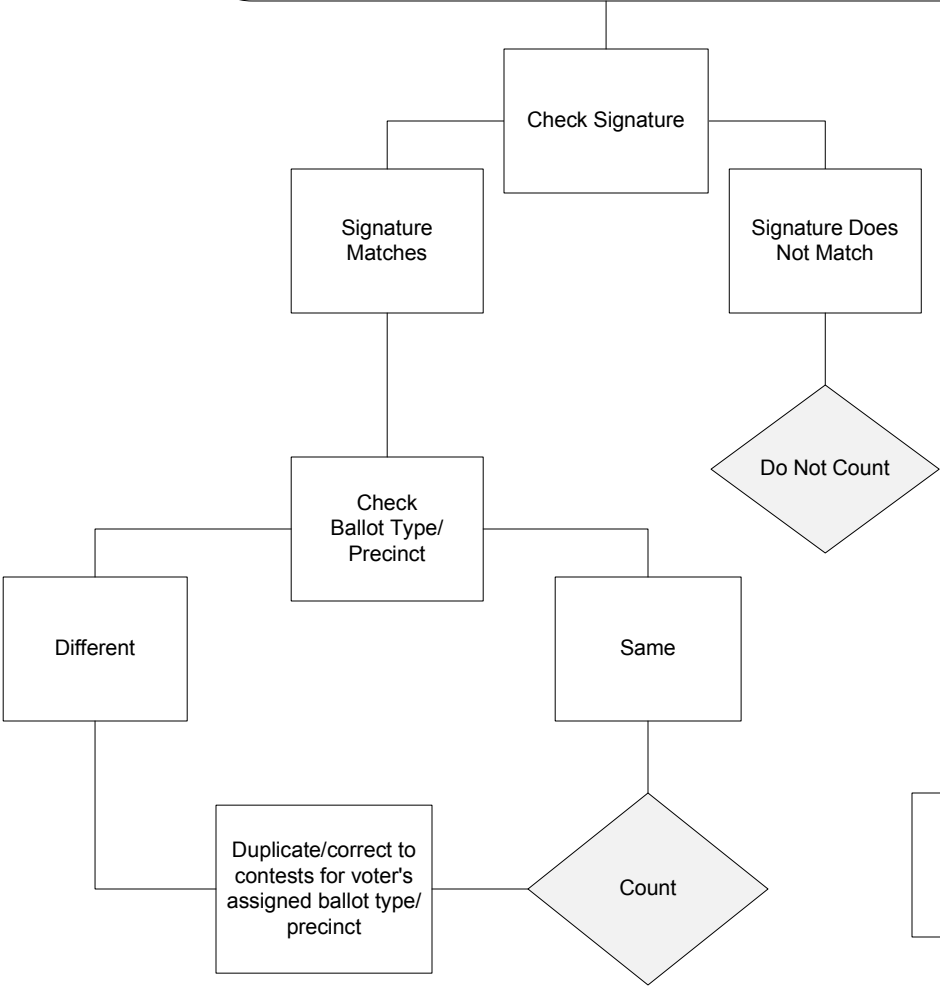 Check Signature
Signature
Matches
Signature Does
Not Match
Do Not Count
Check
Ballot Type/
Precinct
Different
Same
Duplicate/correct to
contests for voter's
assigned ballot type/
precinct
Count